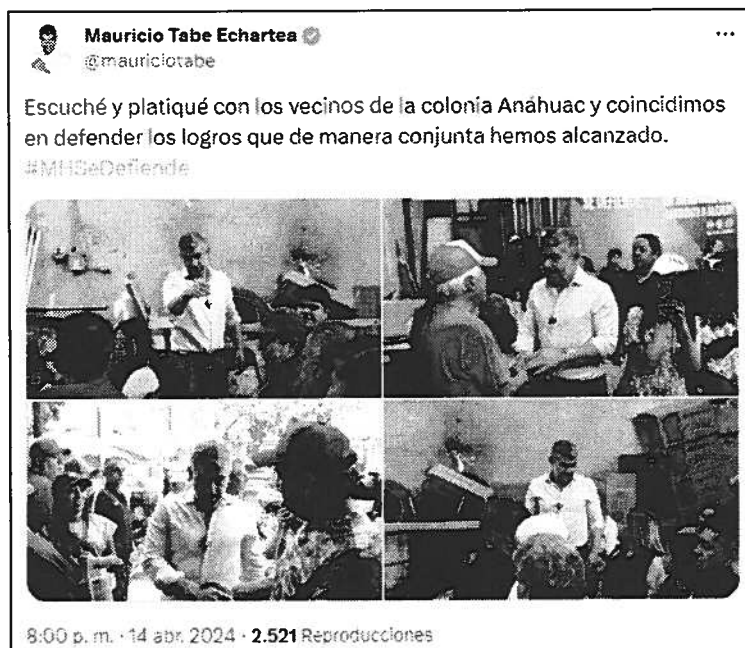 Mauricio Tabe Echartea
@mauriciotabe
Escuché y platiqué con los vecinos de la colonia Anáhuac y coincidimos
en defender los logros que de manera conjunta hemos alcanzado.
#MHSeDefiende
8:00 p. m. · 14 abr. 2024 · 2.521 Reproducciones